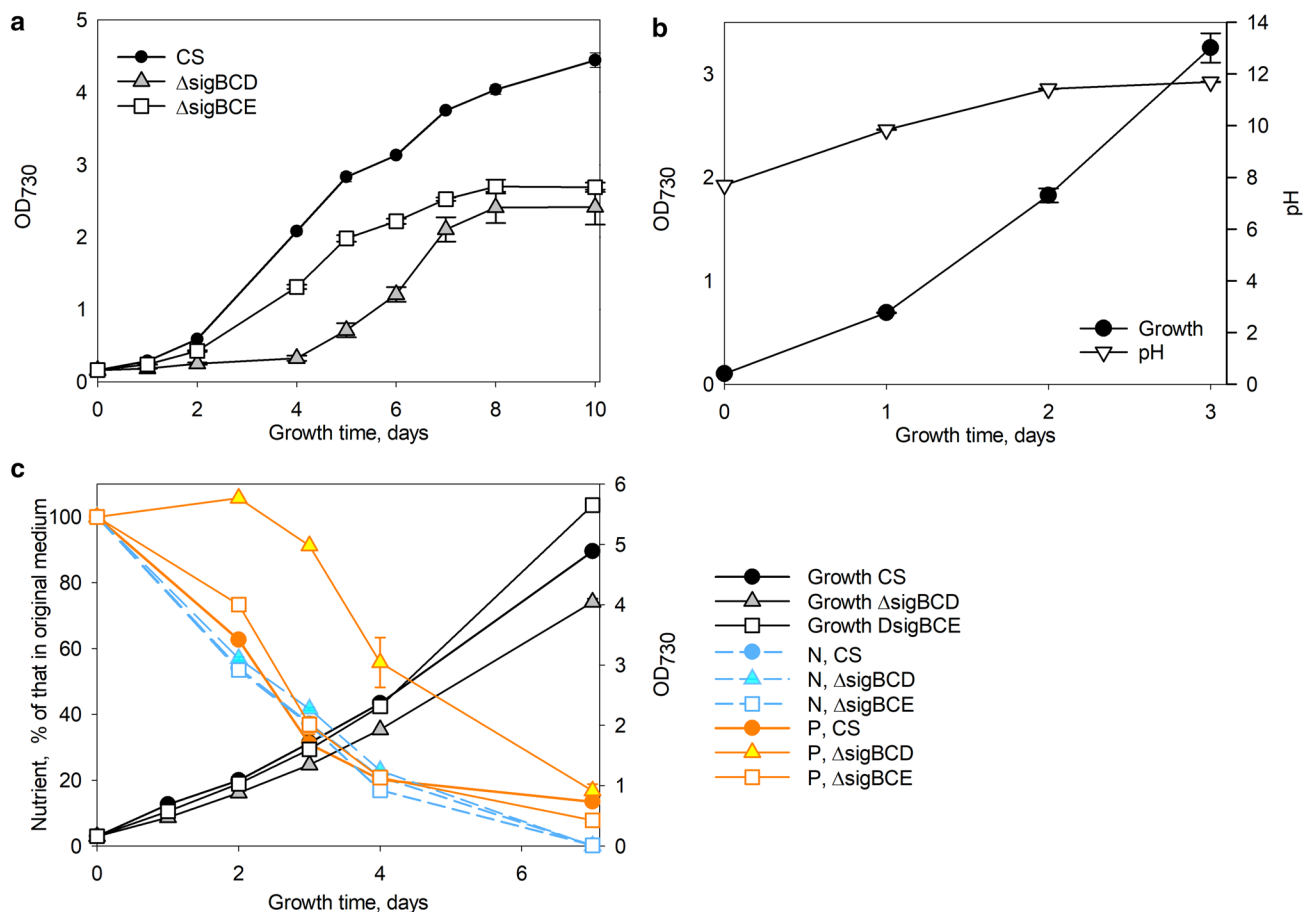 a
5
4
3
2
1
0
OD730
CS
ΔsigBCD
ΔsigBCE
0
2
4
6
8
10
Growth time, days
b
3
2
1
0
OD730
14
12
10
8
6
4
2
0
pH
Growth
pH
0
1
2
3
Growth time, days
c
100
80
60
40
20
0
Nutrient, % of that in original medium
6
5
4
3
2
1
0
OD730
0
2
4
6
Growth time, days
Growth CS
Growth ΔsigBCD
Growth DsigBCE
N, CS
N, ΔsigBCD
N, ΔsigBCE
P, CS
P, ΔsigBCD
P, ΔsigBCE